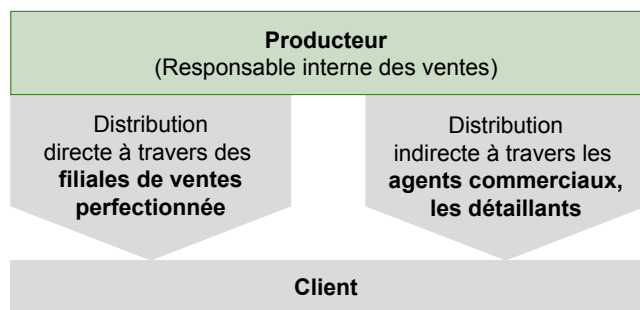 Producteur
(Responsable interne des ventes)
Distribution
directe à travers des
filiales de ventes
perfectionnée
Distribution
indirecte à travers les
agents commerciaux,
les détaillants
Client